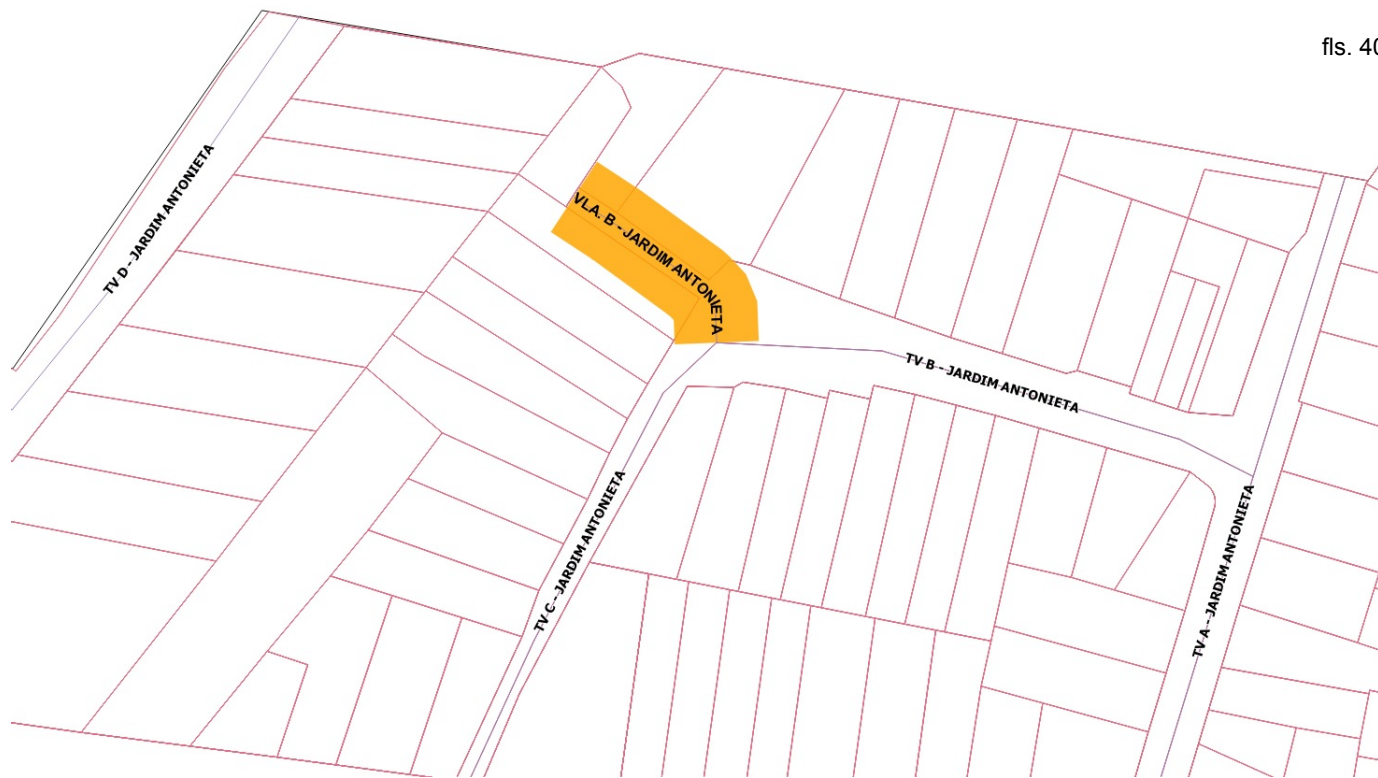 fls. 40
TV D - JARDIM ANTONIETA
VLA. B - JARDIM ANTONIETA
TV B - JARDIM ANTONIETA
TV C - JARDIM ANTONIETA
TV A - JARDIM ANTONIETA